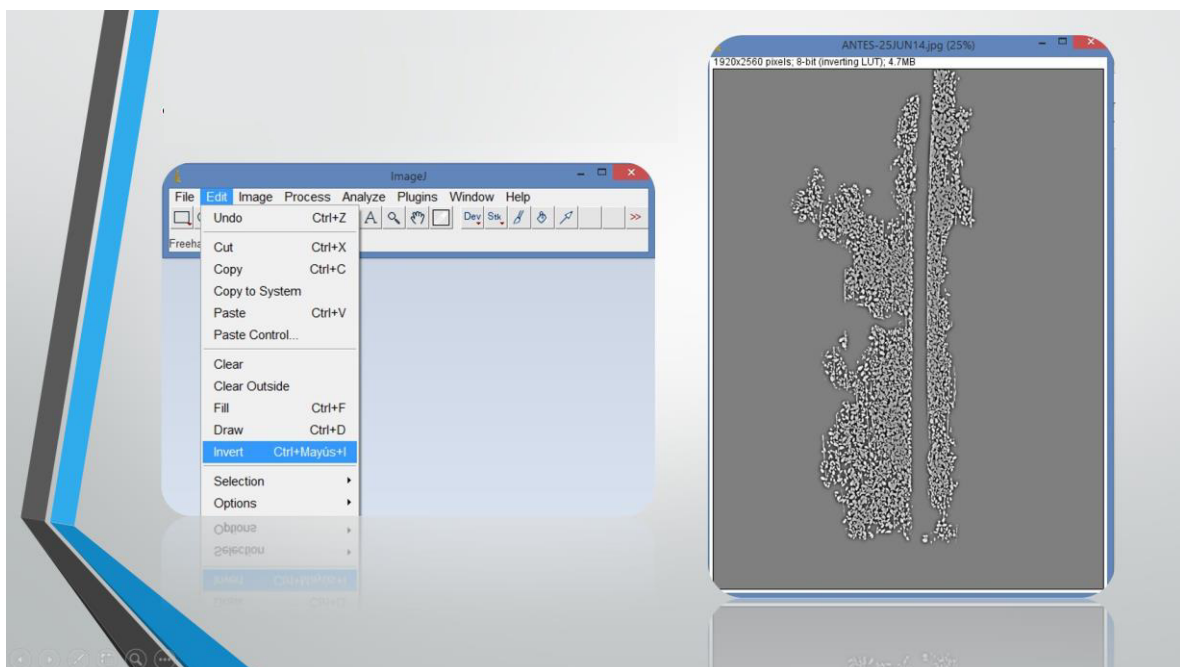 ImageJ
File Edit Image Process Analyze Plugins Window Help
A Dev Stk >>
Freeha
Undo Ctrl+Z
Cut Ctrl+X
Copy Ctrl+C
Copy to System
Paste Ctrl+V
Paste Control...
Clear
Clear Outside
Fill Ctrl+F
Draw Ctrl+D
Invert Ctrl+Mayús+I
Selection
Options
ANTES-25JUN14.jpg (25%)
1920x2560 pixels; 8-bit (inverting LUT); 4.7MB